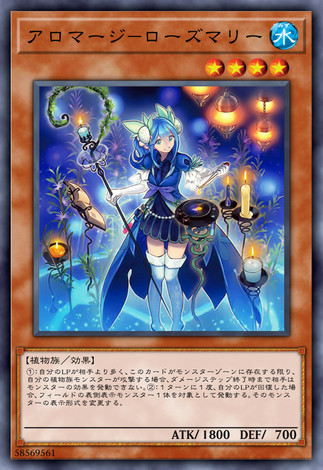 アロマージ－ローズマリー
水
【植物族／効果】
①：自分のLPが相手より多く、このカードがモンスターゾーンに存在する限り、
自分の植物族モンスターが攻撃する場合、ダメージステップ終了時まで相手は
モンスターの効果を発動できない。②：１ターンに１度、自分のLPが回復した場
合、フィールドの表側表示モンスター１体を対象として発動する。そのモンス
ターの表示形式を変更する。
ATK/ 1800 DEF/ 700
58569561